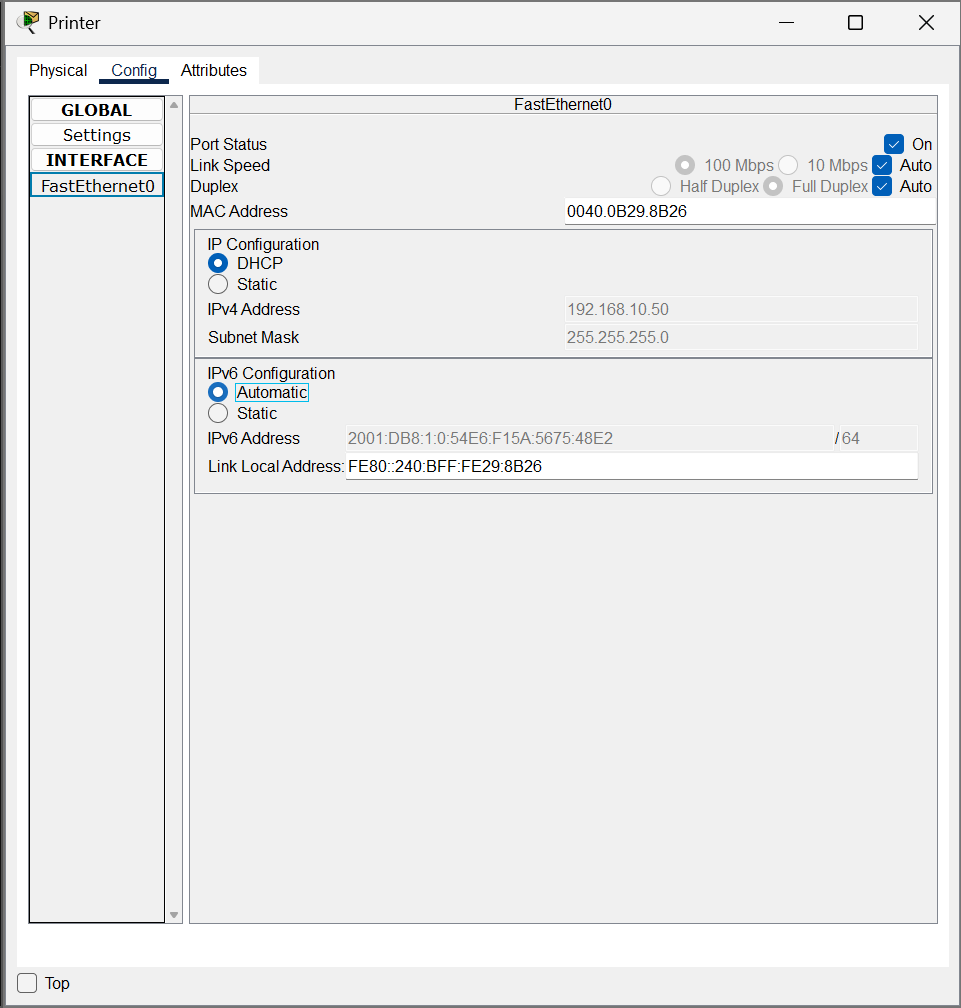 Printer
Physical Config Attributes
GLOBAL
Settings
INTERFACE
FastEthernet0
FastEthernet0
Port Status On
Link Speed 100 Mbps 10 Mbps Auto
Duplex Half Duplex Full Duplex Auto
MAC Address 0040.0B29.8B26
IP Configuration
DHCP
Static
IPv4 Address 192.168.10.50
Subnet Mask 255.255.255.0
IPv6 Configuration
Automatic
Static
IPv6 Address 2001:DB8:1:0:54E6:F15A:5675:48E2 / 64
Link Local Address: FE80::240:BFF:FE29:8B26
Top